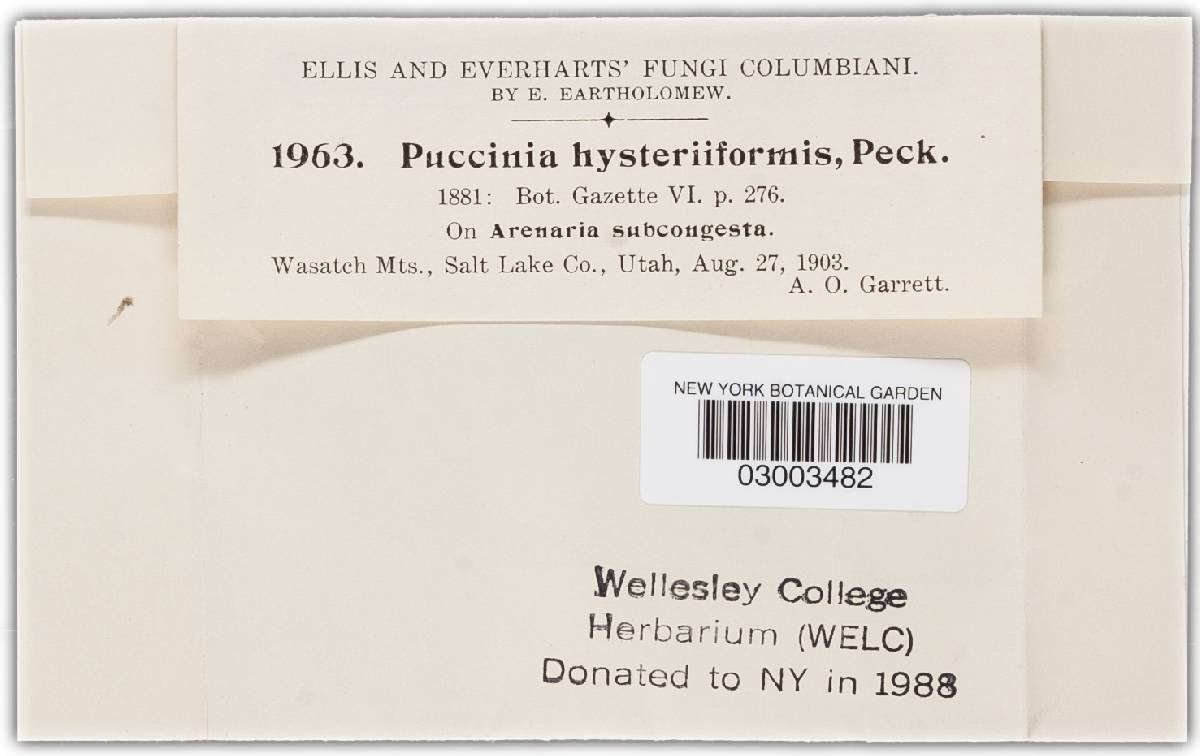 ELLIS AND EVERHARTS' FUNGI COLUMBIANI.
BY E. EARTHOLOMEW.
1963. Puccinia hysteriiformis, Peck.
1881: Bot. Gazette VI. p. 276.
On Arenaria subcongesta.
Wasatch Mts., Salt Lake Co., Utah, Aug. 27, 1903.
A. O. Garrett.
NEW YORK BOTANICAL GARDEN
03003482
Wellesley College
Herbarium (WELC)
Donated to NY in 1988